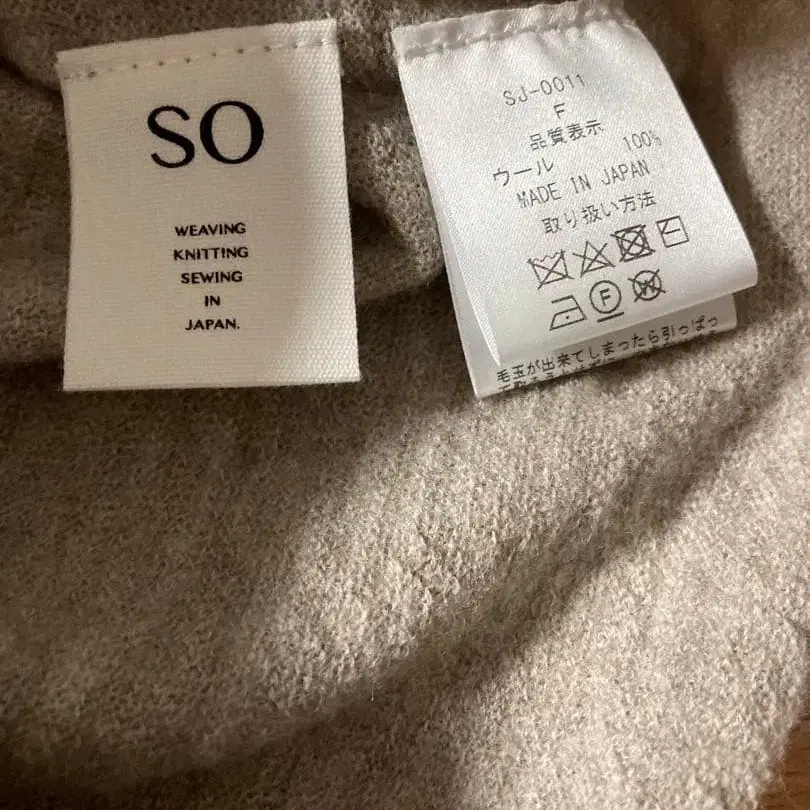 SO
WEAVING
KNITTING
SEWING
IN
JAPAN.
SJ-0011
F
品質表示
ウール 100%
MADE IN JAPAN
取り扱い方法
F
W
毛玉が出来てしまったら引っぱっ